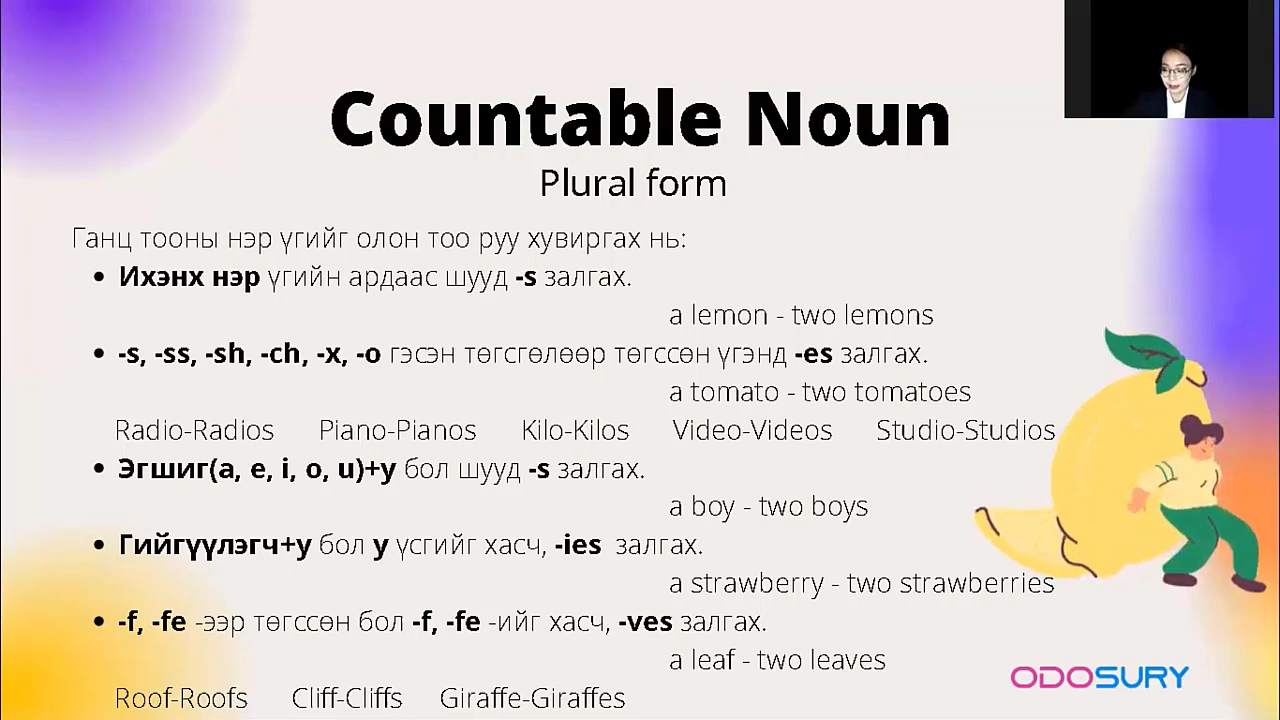 Countable Noun
Plural form
Ганц тооны нэр үгийг олон тоо руу хувиргах нь:
• Ихэнх нэр үгийн ардаас шууд -s залгах.
a lemon - two lemons
• -s, -ss, -sh, -ch, -x, -o гэсэн төгсгөлөөр төгссөн үгэнд -es залгах.
a tomato - two tomatoes
Radio-Radios Piano-Pianos Kilo-Kilos Video-Videos Studio-Studios
• Эгшиг(a, e, i, o, u)+y бол шууд -s залгах.
a boy - two boys
• Гийгүүлэгч+y бол y үсгийг хасч, -ies залгах.
a strawberry - two strawberries
• -f, -fe -ээр төгссөн бол -f, -fe -ийг хасч, -ves залгах.
a leaf - two leaves
Roof-Roofs Cliff-Cliffs Giraffe-Giraffes
ODOSURY